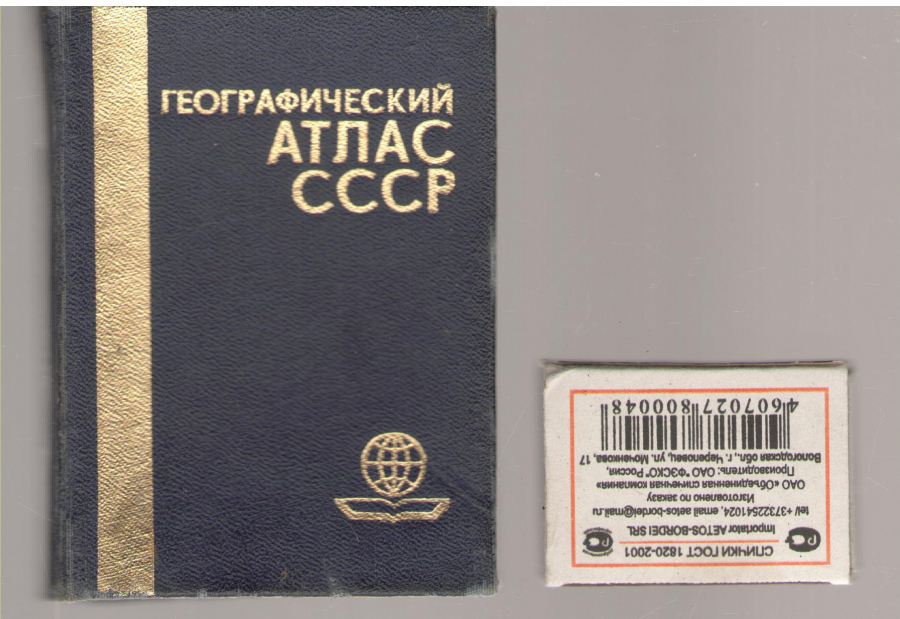 ГЕОГРАФИЧЕСКИЙ
АТЛАС
СССР
СПИЧКИ ГОСТ 1820-2001
Importator AETOS-BORDEI SRL
tel/ +37322541024, email aetos-bordei@mail.ru
Изготовлено по заказу
ОАО «Объединенная спичечная компания»
Производитель: ОАО "ФЭСКО" Россия,
Вологодская обл., г. Череповец, ул. Моченкова, 17
4607027800048